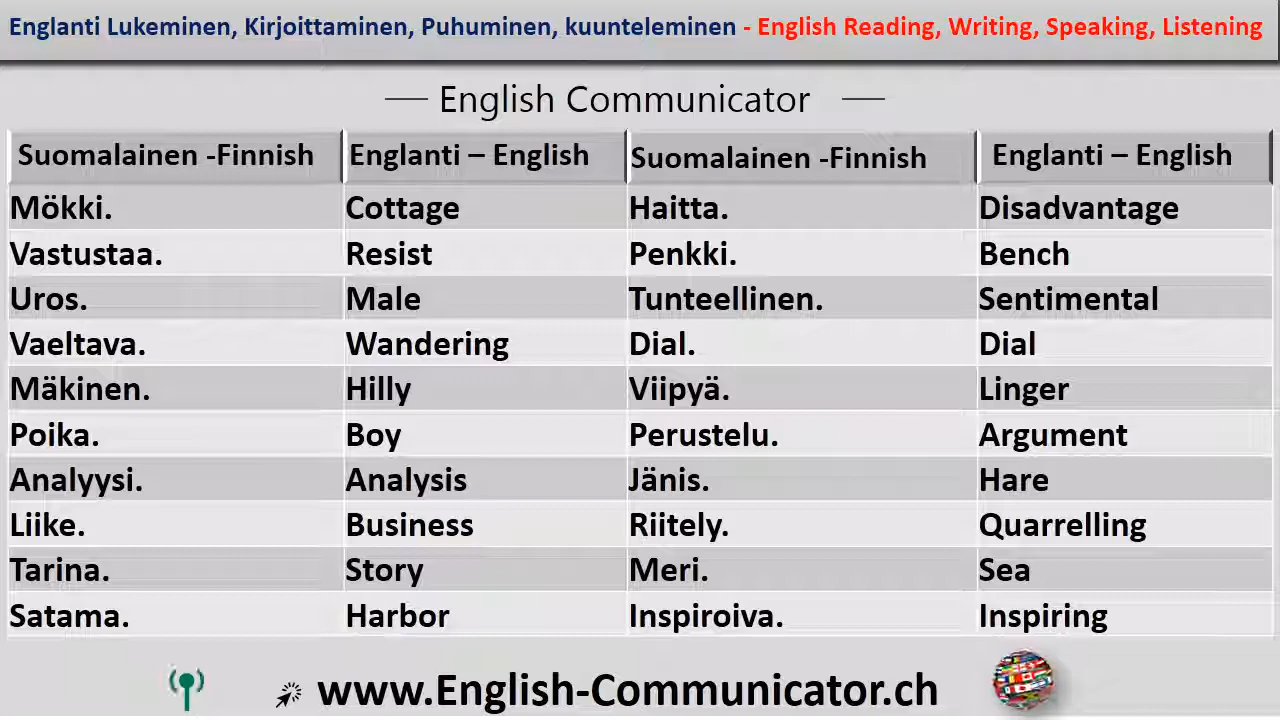 Englanti Lukeminen, Kirjoittaminen, Puhuminen, kuunteleminen - English Reading, Writing, Speaking, Listening
English Communicator
Suomalainen -Finnish Englanti – English Suomalainen -Finnish Englanti – English
Mökki. Cottage Haitta. Disadvantage
Vastustaa. Resist Penkki. Bench
Uros. Male Tunteellinen. Sentimental
Vaeltava. Wandering Dial. Dial
Mäkinen. Hilly Viipyä. Linger
Poika. Boy Perustelu. Argument
Analyysi. Analysis Jänis. Hare
Liike. Business Riitely. Quarrelling
Tarina. Story Meri. Sea
Satama. Harbor Inspiroiva. Inspiring
www.English-Communicator.ch